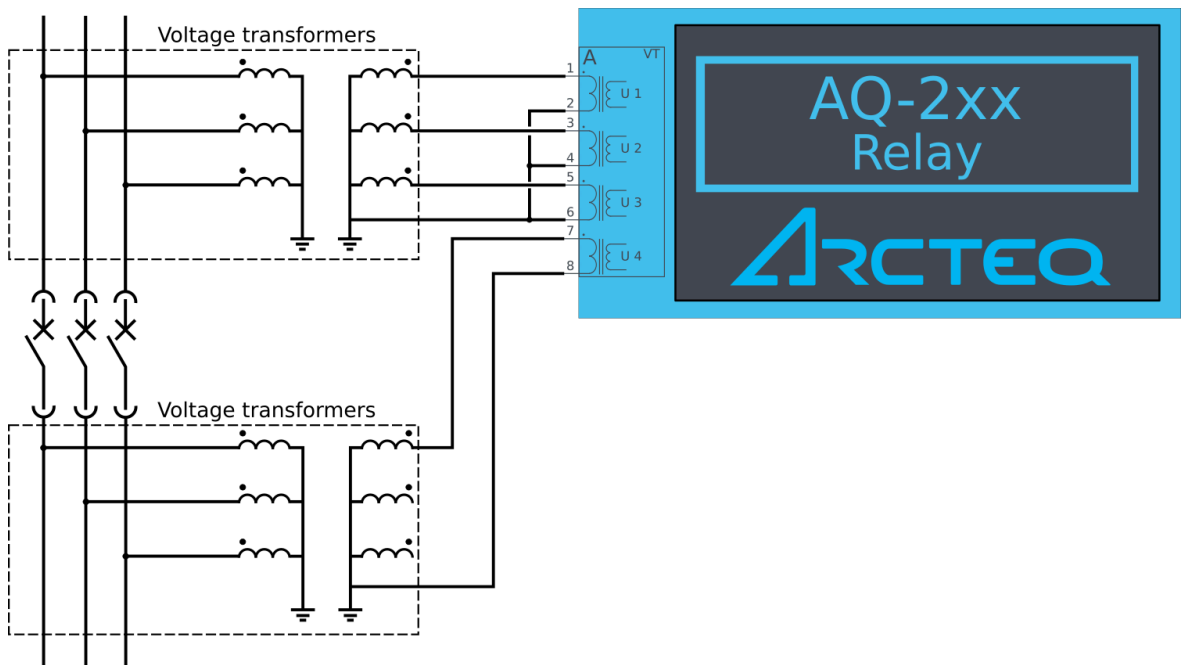 Voltage transformers
A
VT
1
U 1
2
3
U 2
4
5
U 3
6
7
U 4
8
AQ-2xx
Relay
ARCTEQ
Voltage transformers